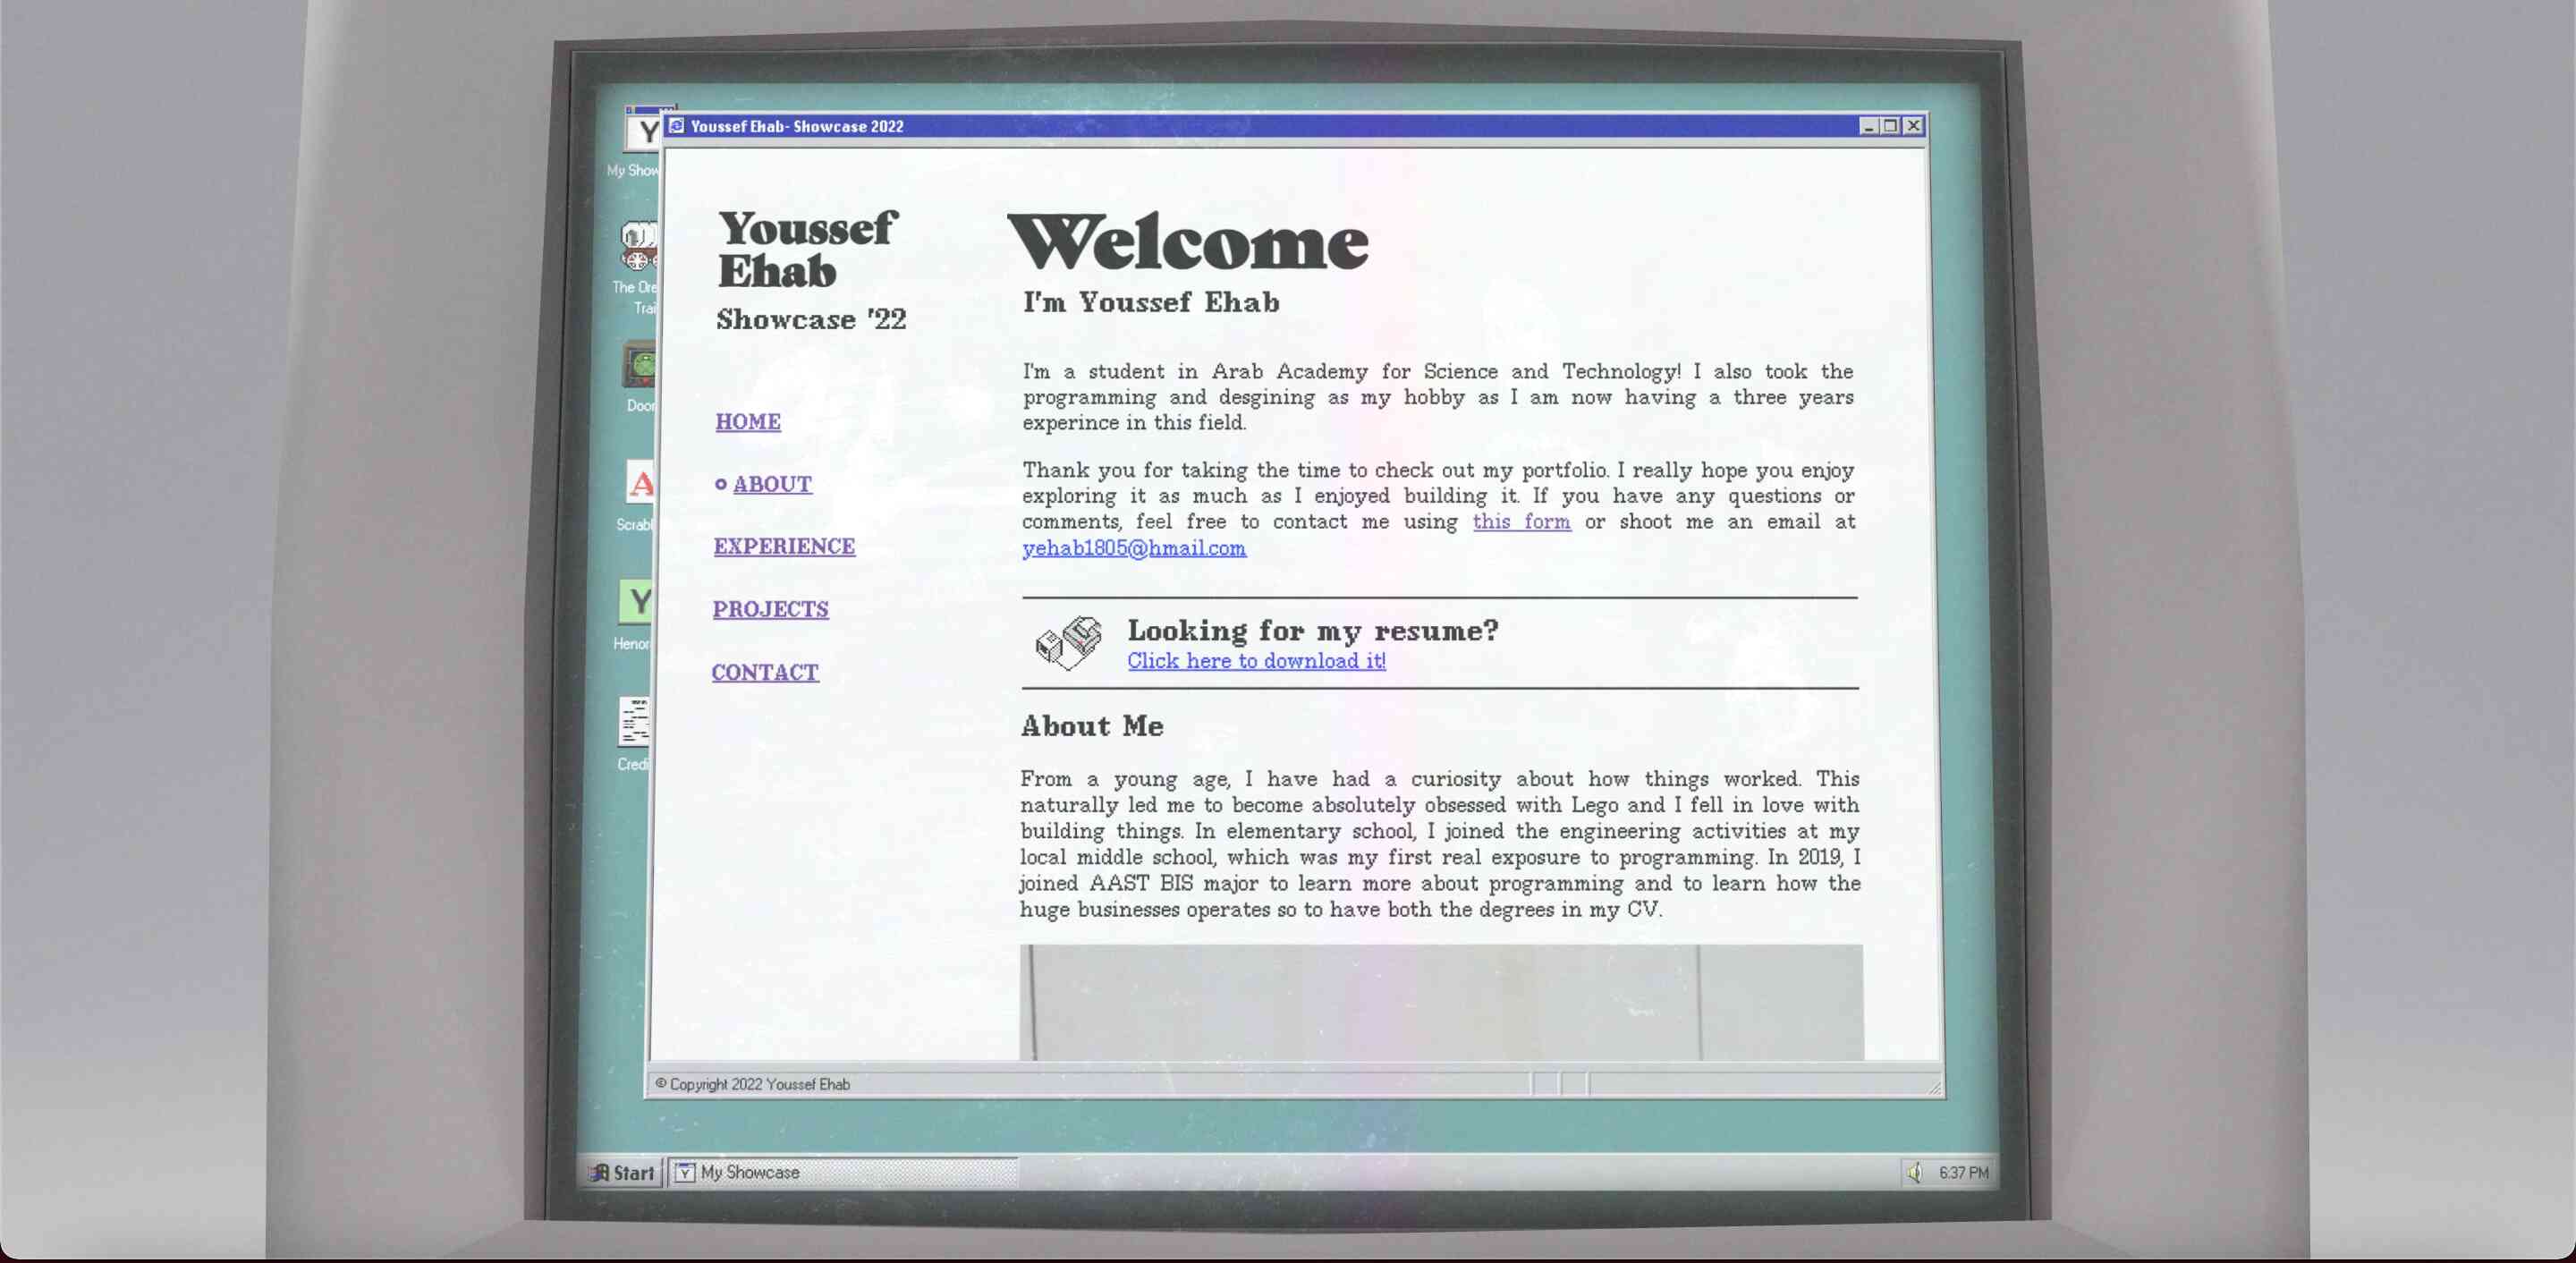 Youssef Ehab- Showcase 2022
Y
My Show
The Ore
Trai
Doo
A
Scrabl
Y
Henor
Credi
Youssef
Ehab
Showcase '22
HOME
ABOUT
EXPERIENCE
PROJECTS
CONTACT
Welcome
I'm Youssef Ehab
I'm a student in Arab Academy for Science and Technology! I also took the
programming and desgining as my hobby as I am now having a three years
experince in this field.
Thank you for taking the time to check out my portfolio. I really hope you enjoy
exploring it as much as I enjoyed building it. If you have any questions or
comments, feel free to contact me using this form or shoot me an email at
yehab1805@hmail.com
Looking for my resume?
Click here to download it!
About Me
From a young age, I have had a curiosity about how things worked. This
naturally led me to become absolutely obsessed with Lego and I fell in love with
building things. In elementary school, I joined the engineering activities at my
local middle school, which was my first real exposure to programming. In 2019, I
joined AAST BIS major to learn more about programming and to learn how the
huge businesses operates so to have both the degrees in my CV.
© Copyright 2022 Youssef Ehab
Start
Y My Showcase
6:37 PM